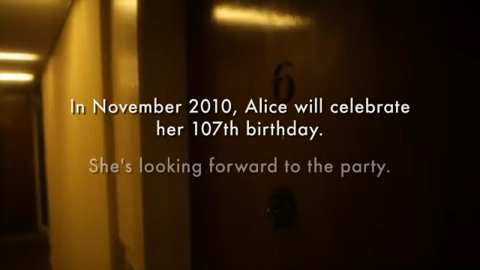 6
In November 2010, Alice will celebrate
her 107th birthday.
She's looking forward to the party.